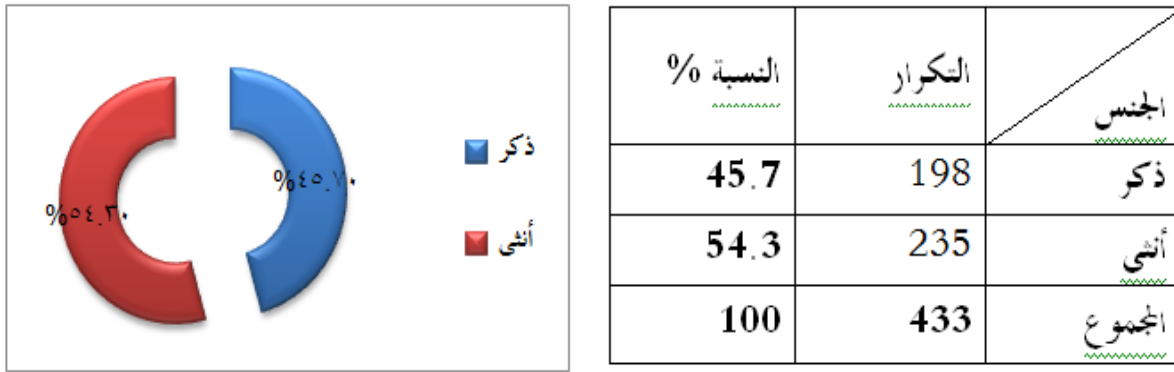 الجنس التكرار النسبة %
ذكر 198 45.7
أنثى 235 54.3
المجموع 433 100
ذكر
أنثى
%٤٥.٧٠
%٥٤.٣٠